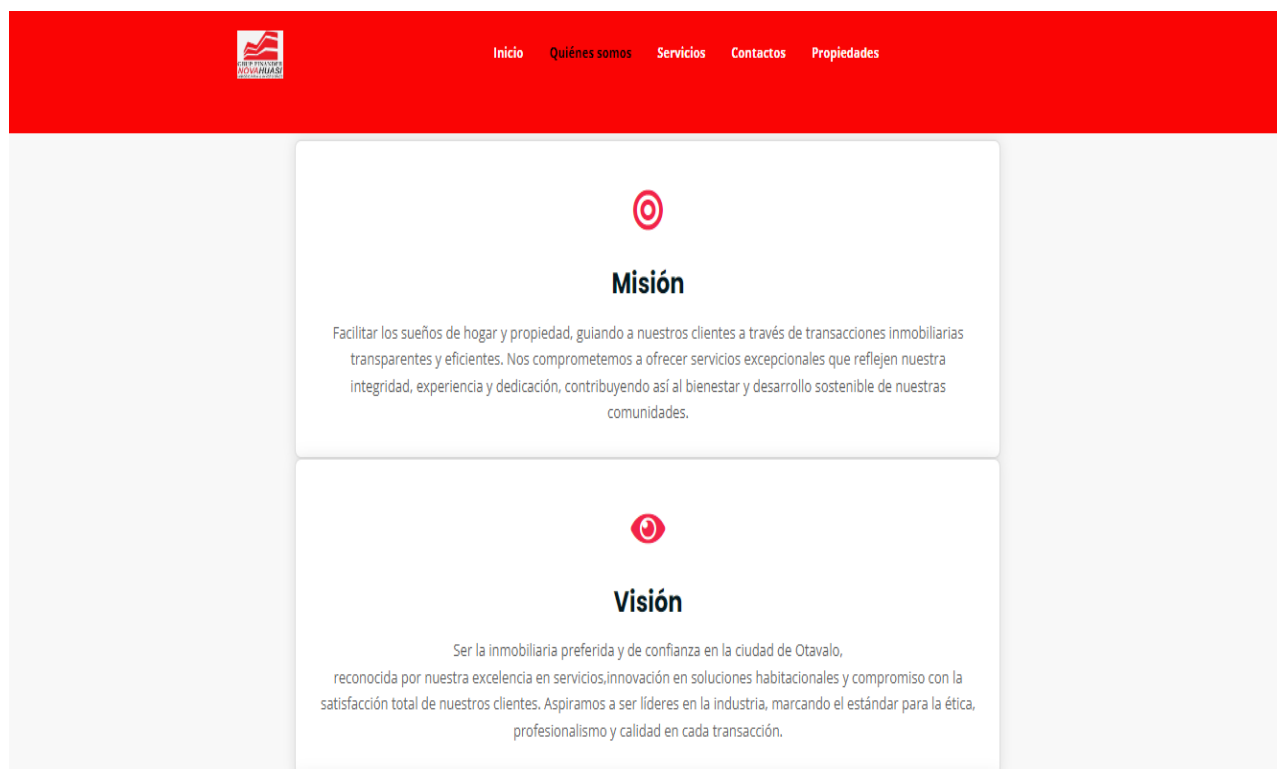 NOVAHUASI
Inicio Quiénes somos Servicios Contactos Propiedades
Misión
Facilitar los sueños de hogar y propiedad, guiando a nuestros clientes a través de transacciones inmobiliarias
transparentes y eficientes. Nos comprometemos a ofrecer servicios excepcionales que reflejen nuestra
integridad, experiencia y dedicación, contribuyendo así al bienestar y desarrollo sostenible de nuestras
comunidades.
Visión
Ser la inmobiliaria preferida y de confianza en la ciudad de Otavalo,
reconocida por nuestra excelencia en servicios,innovación en soluciones habitacionales y compromiso con la
satisfacción total de nuestros clientes. Aspiramos a ser líderes en la industria, marcando el estándar para la ética,
profesionalismo y calidad en cada transacción.